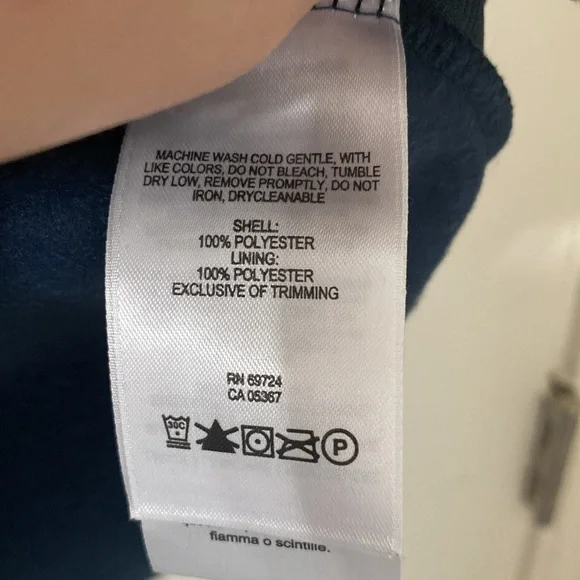 MACHINE WASH COLD GENTLE, WITH
LIKE COLORS, DO NOT BLEACH, TUMBLE
DRY LOW, REMOVE PROMPTLY, DO NOT
IRON, DRYCLEANABLE
SHELL:
100% POLYESTER
LINING:
100% POLYESTER
EXCLUSIVE OF TRIMMING
RN 69724
CA 05367
30C P
fiamma o scintille.